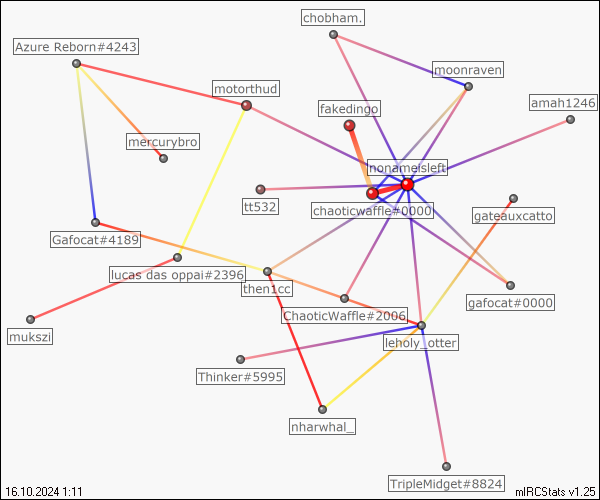 chobham.
Azure Reborn#4243
moonraven
motorthud
fakedingo
amah1246
mercurybro
nonameisleft
tt532
chaoticwaffle#0000
gateauxcatto
Gafocat#4189
lucas das oppai#2396
then1cc
gafocat#0000
ChaoticWaffle#2006
mukszi
leholy_otter
Thinker#5995
nharwhal_
TripleMidget#8824
16.10.2024 1:11
mIRCStats v1.25